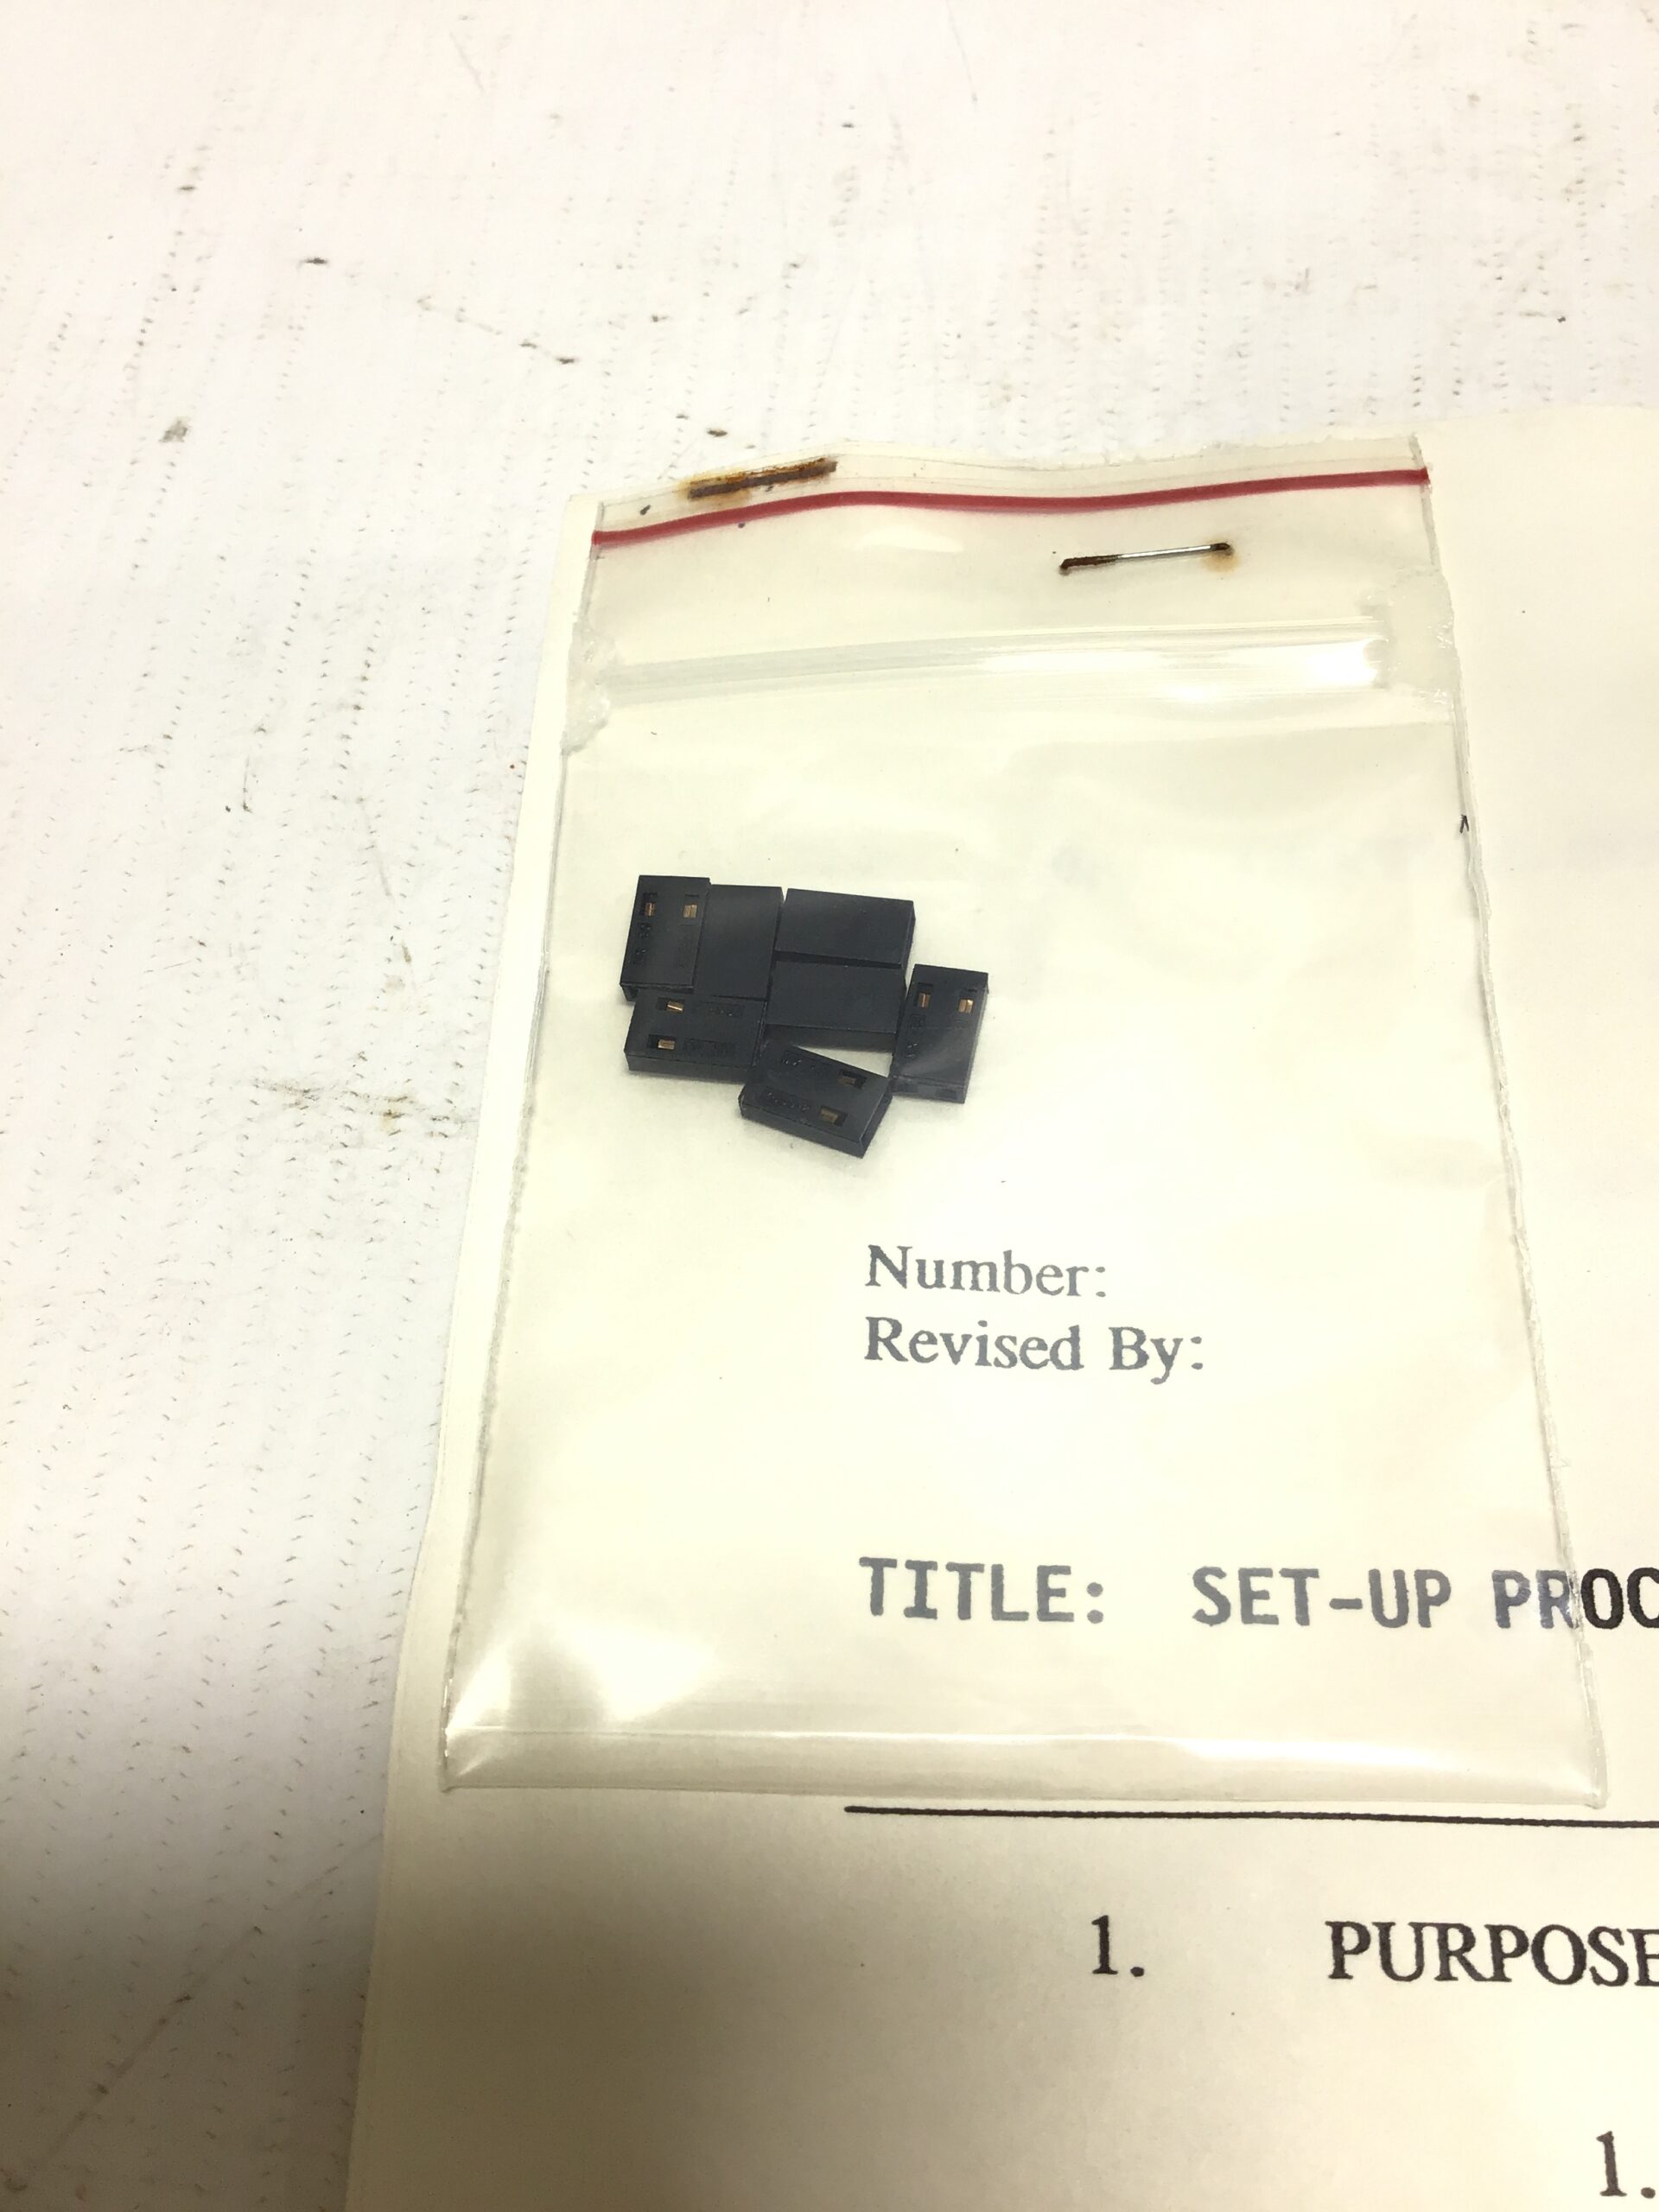 Number:
Revised By:
TITLE: SET-UP PROC
1. PURPOSE
1.